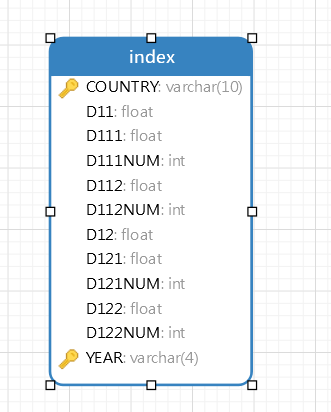 index
COUNTRY: varchar(10)
D11: float
D111: float
D111NUM: int
D112: float
D112NUM: int
D12: float
D121: float
D121NUM: int
D122: float
D122NUM: int
YEAR: varchar(4)